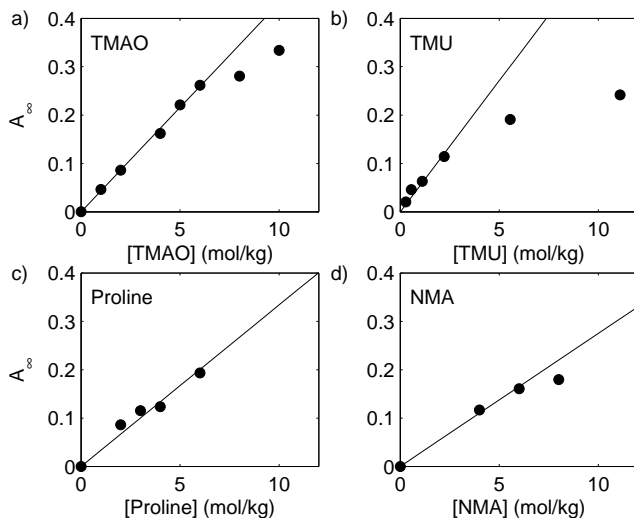 a)
TMAO
0.4
0.3
0.2
0.1
0
A∞
0 5 10
[TMAO] (mol/kg)
b)
TMU
0.4
0.3
0.2
0.1
0
0 5 10
[TMU] (mol/kg)
c)
Proline
0.4
0.3
0.2
0.1
0
A∞
0 5 10
[Proline] (mol/kg)
d)
NMA
0.4
0.3
0.2
0.1
0
0 5 10
[NMA] (mol/kg)